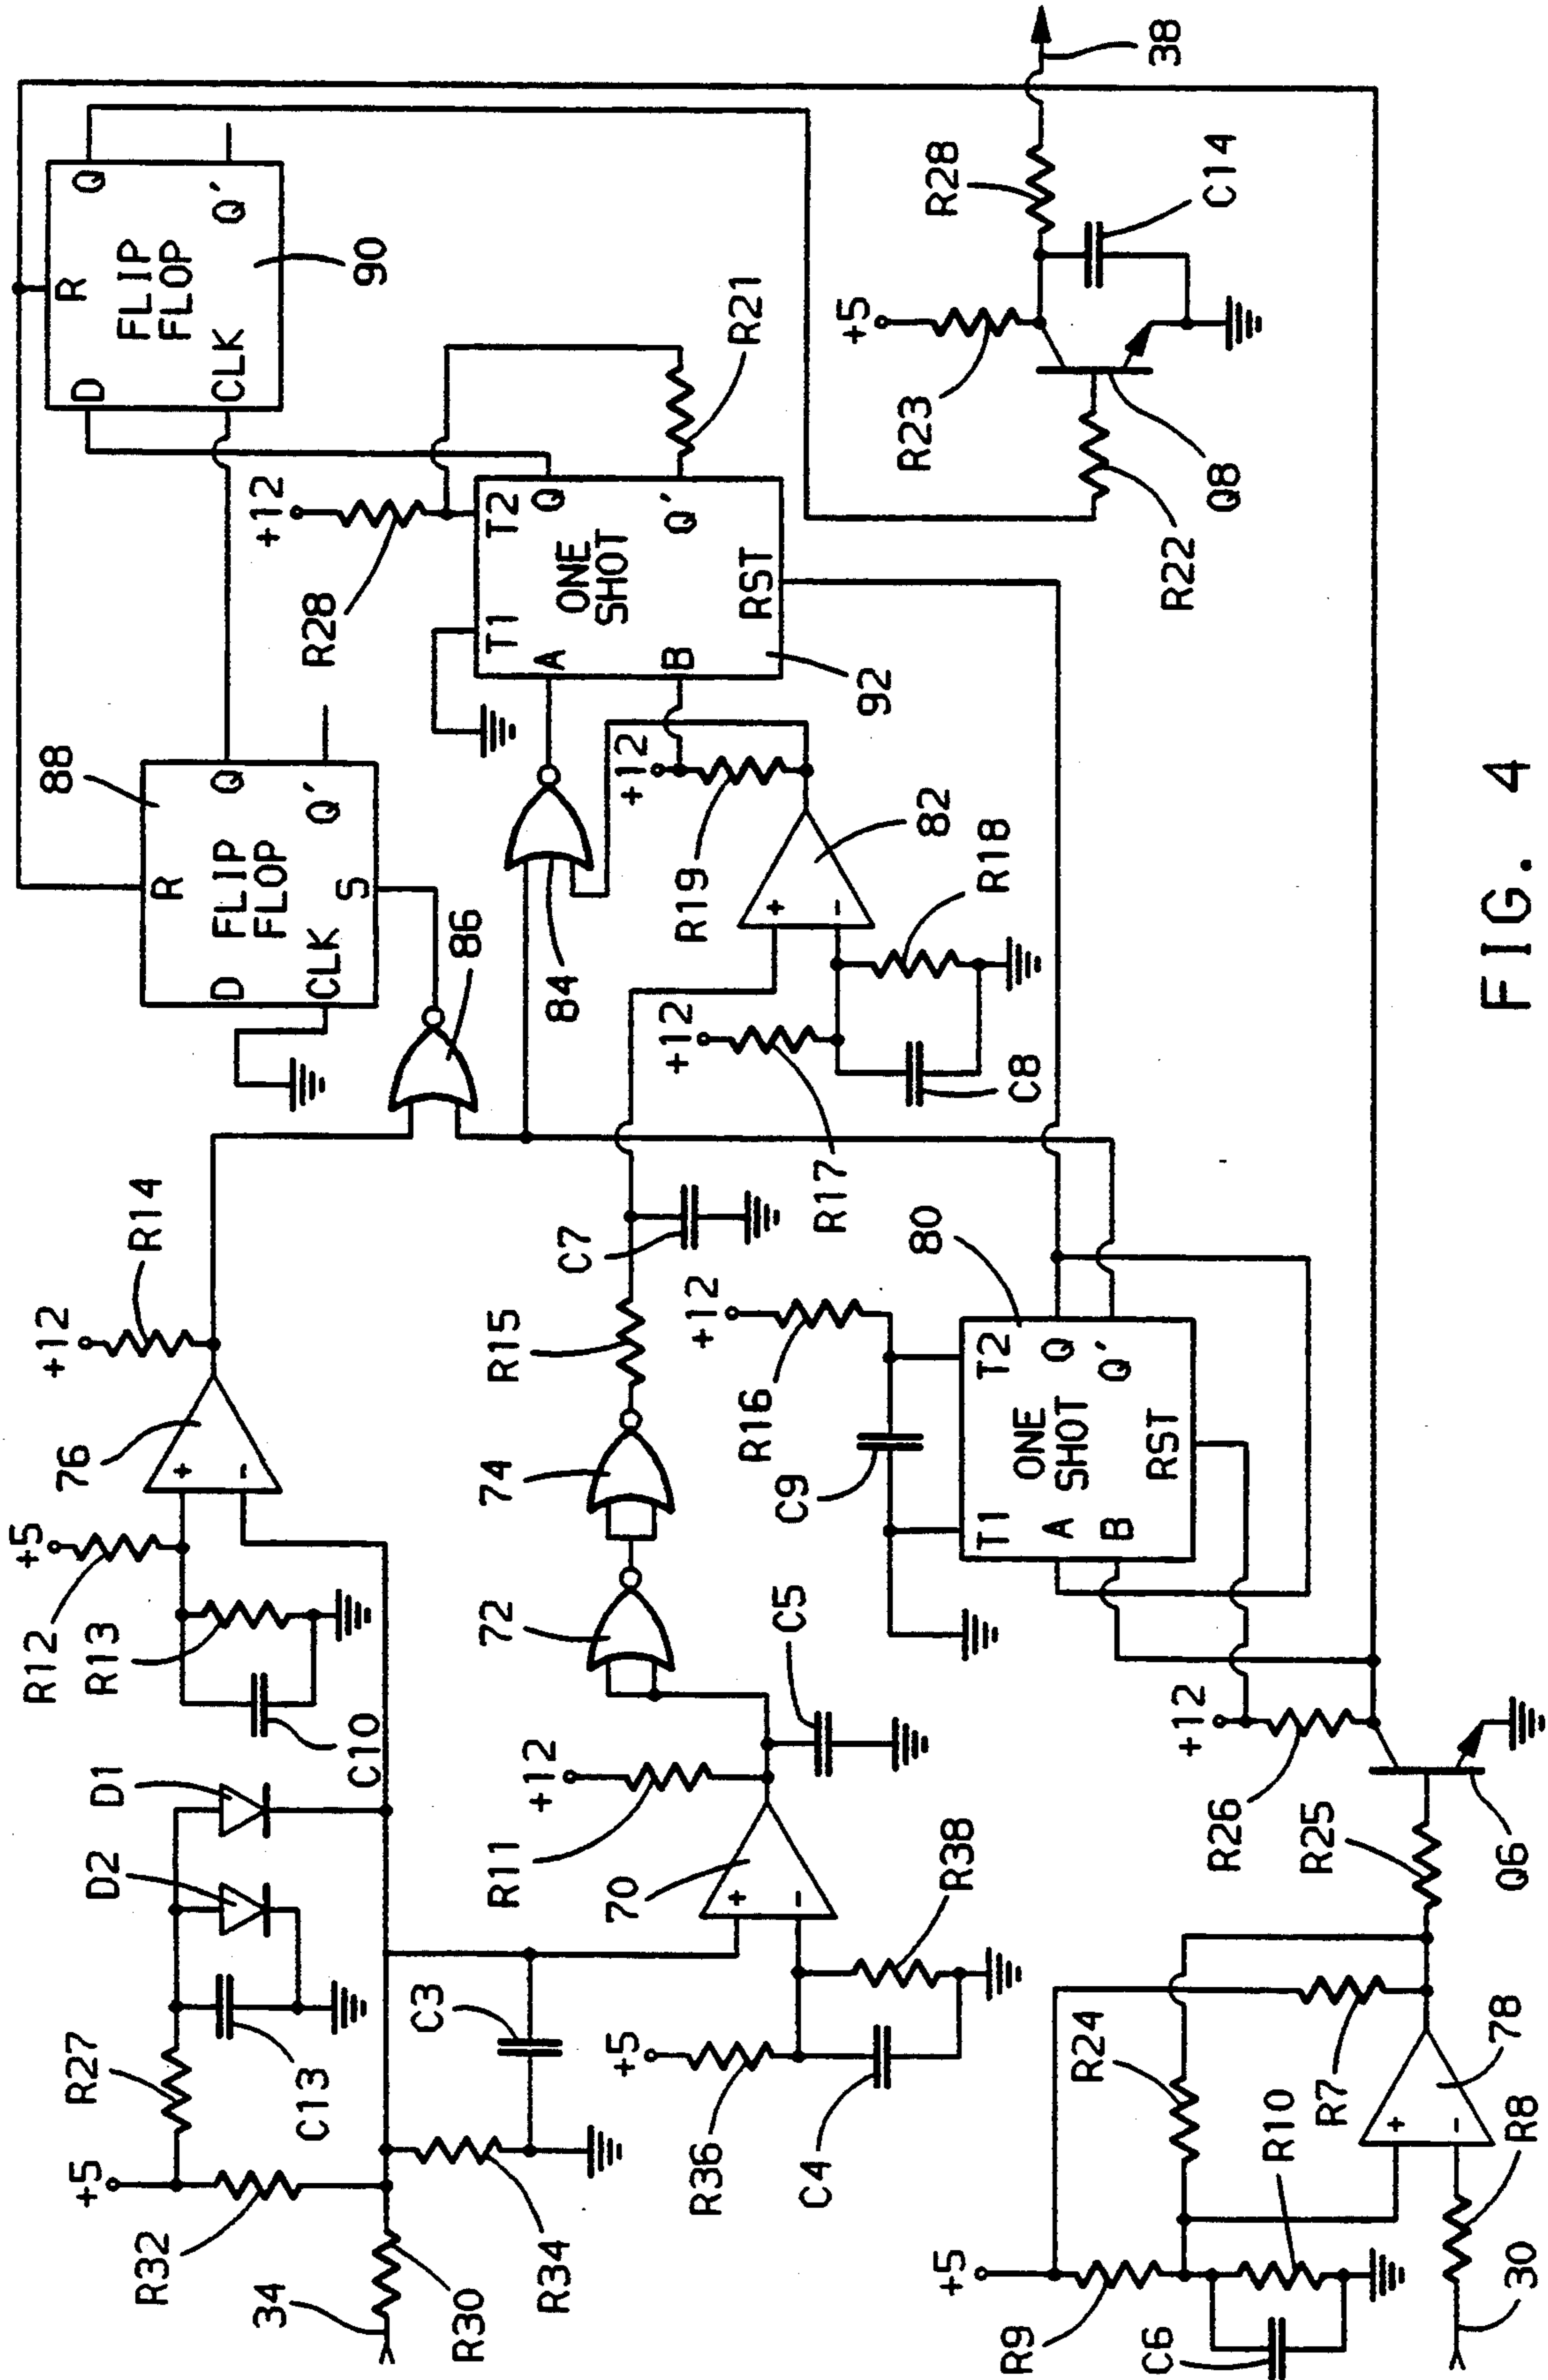 88
R
FLIP
FLOP
D
CLK
S
Q
Q'
R
FLIP
FLOP
D
CLK
Q
Q'
90
+12
R28
86
84
T1
T2
ONE
SHOT
A
B
Q
Q'
RST
92
R21
38
+5
R23
R28
C14
R22
Q8
+12
R14
76
+
-
+5
R12
R13
C10
D1
D2
R27
C13
+5
R32
34
R30
R34
C3
+12
R11
70
+
-
R38
+5
R36
C4
C5
72
74
R15
C7
+12
R19
82
+
-
R18
+12
R17
C8
+12
R16
C9
80
T1
T2
ONE
SHOT
A
B
Q
Q'
RST
+12
R26
R25
Q6
R24
R7
78
+
-
R8
R10
+5
R9
C6
30
FIG. 4